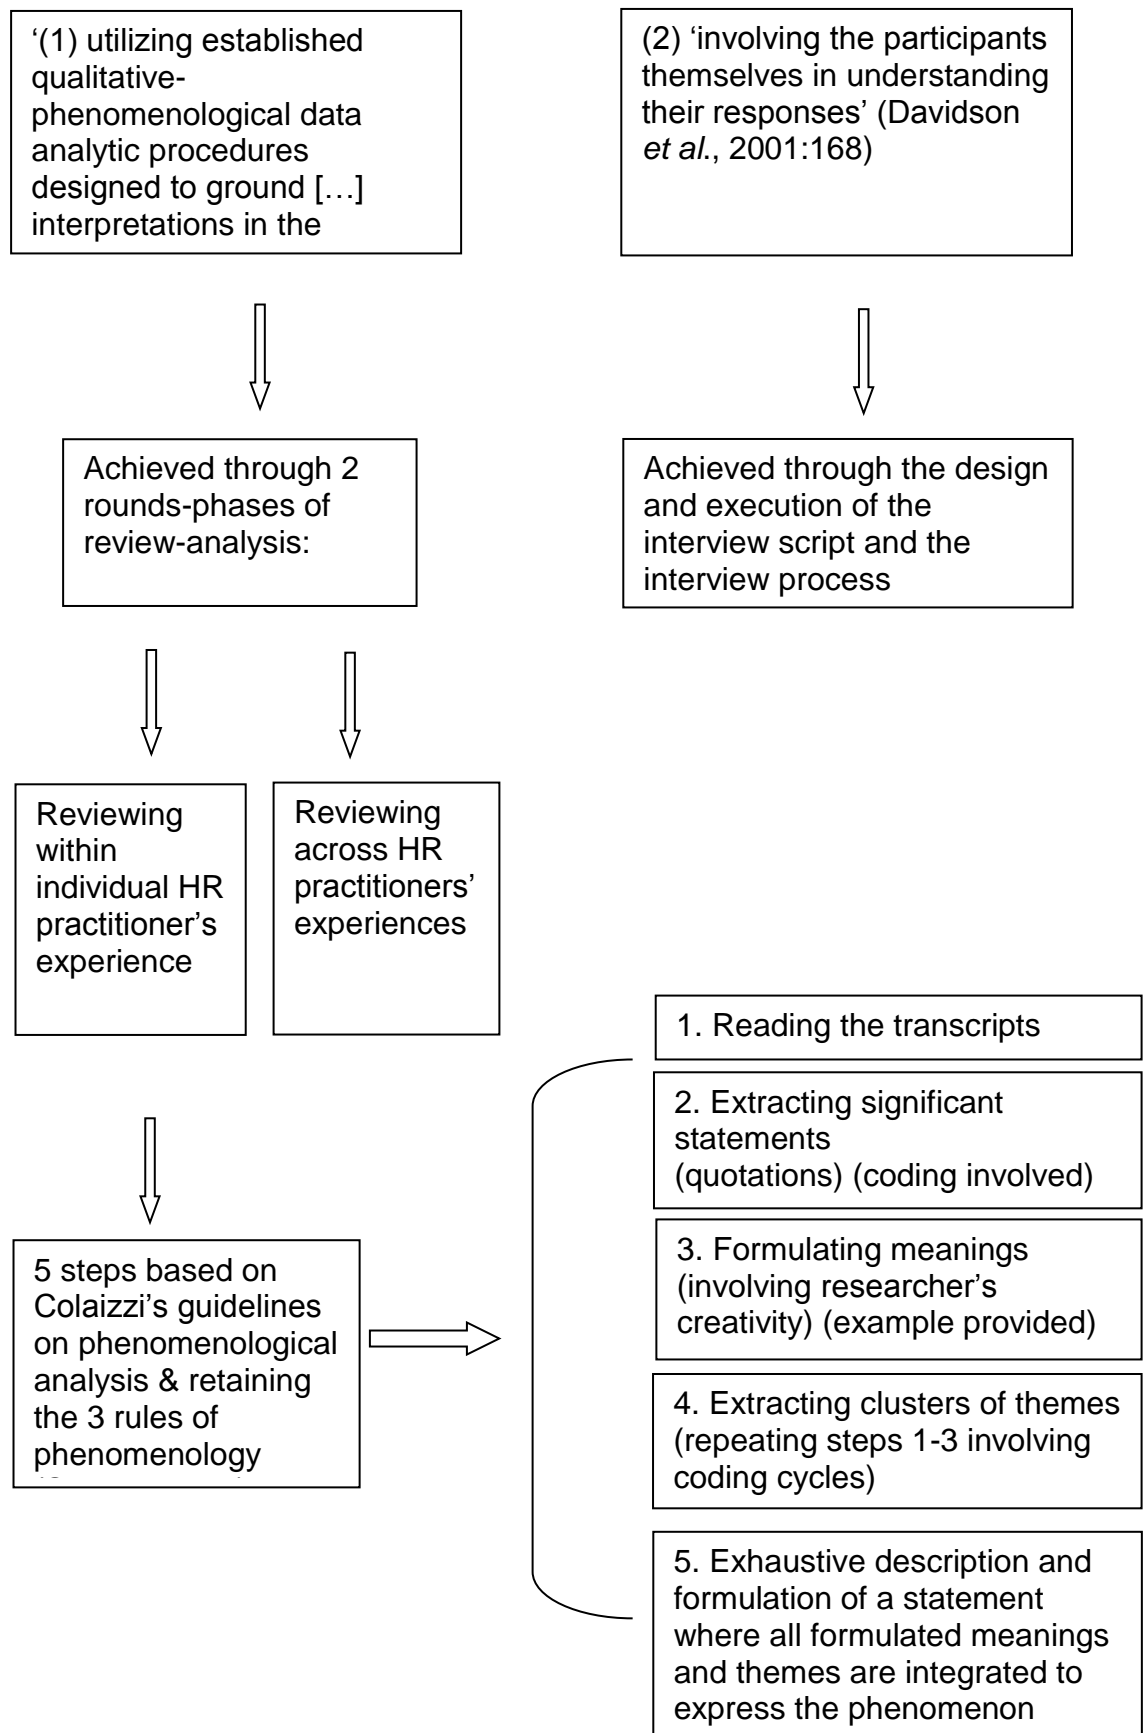 ‘(1) utilizing established
qualitative-
phenomenological data
analytic procedures
designed to ground […]
interpretations in the
(2) ‘involving the participants
themselves in understanding
their responses’ (Davidson
et al., 2001:168)
Achieved through 2
rounds-phases of
review-analysis:
Achieved through the design
and execution of the
interview script and the
interview process
Reviewing
within
individual HR
practitioner’s
experience
Reviewing
across HR
practitioners’
experiences
5 steps based on
Colaizzi’s guidelines
on phenomenological
analysis & retaining
the 3 rules of
phenomenology
1. Reading the transcripts
2. Extracting significant
statements
(quotations) (coding involved)
3. Formulating meanings
(involving researcher’s
creativity) (example provided)
4. Extracting clusters of themes
(repeating steps 1-3 involving
coding cycles)
5. Exhaustive description and
formulation of a statement
where all formulated meanings
and themes are integrated to
express the phenomenon